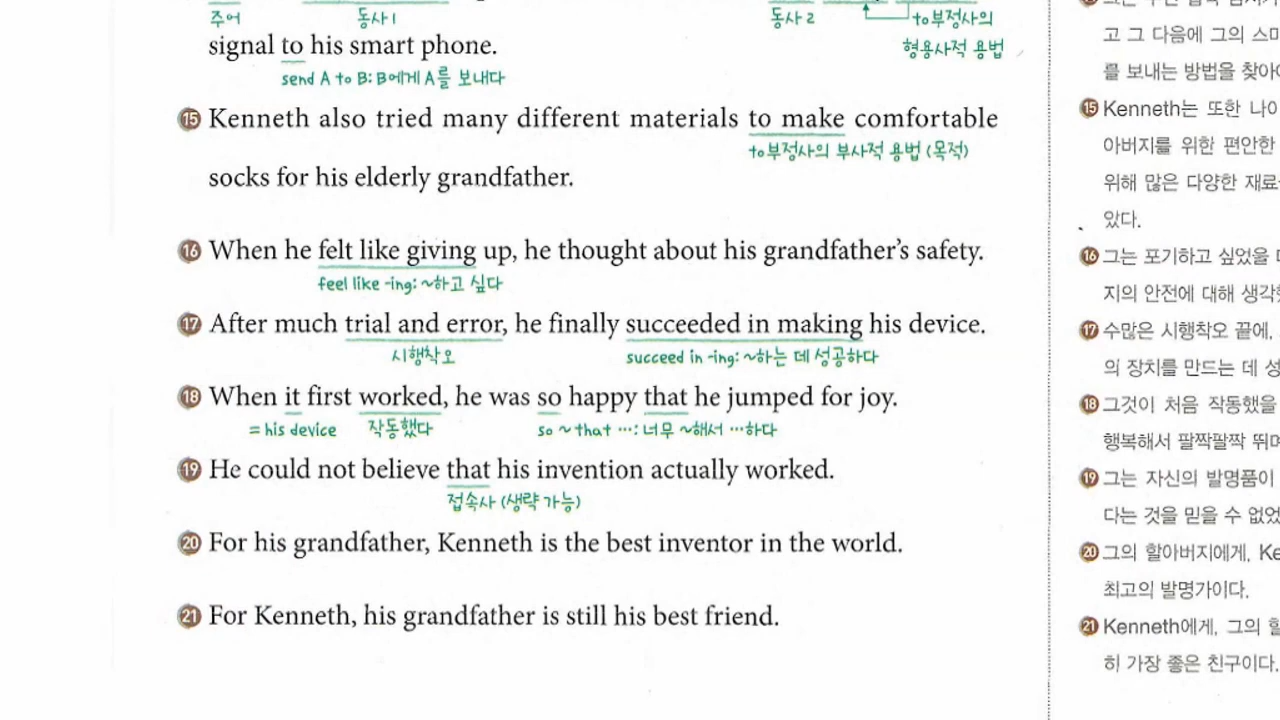 주어 동사1 동사2 to부정사의
signal to his smart phone. 형용사적 용법
send A to B: B에게 A를 보내다
⑮ Kenneth also tried many different materials to make comfortable
to부정사의 부사적 용법 (목적)
socks for his elderly grandfather.
⑯ When he felt like giving up, he thought about his grandfather's safety.
feel like -ing: ~하고 싶다
⑰ After much trial and error, he finally succeeded in making his device.
시행착오 succeed in -ing: ~하는 데 성공하다
⑱ When it first worked, he was so happy that he jumped for joy.
= his device 작동했다 so ~ that …: 너무 ~해서 …하다
⑲ He could not believe that his invention actually worked.
접속사 (생략 가능)
⑳ For his grandfather, Kenneth is the best inventor in the world.
㉑ For Kenneth, his grandfather is still his best friend.
고 그 다음에 그의 스마
를 보내는 방법을 찾아
⑮ Kenneth는 또한 나이
아버지를 위한 편안한
위해 많은 다양한 재료
았다.
⑯ 그는 포기하고 싶었을
지의 안전에 대해 생각
⑰ 수많은 시행착오 끝에,
의 장치를 만드는 데 성
⑱ 그것이 처음 작동했을
행복해서 팔짝팔짝 뛰며
⑲ 그는 자신의 발명품이
다는 것을 믿을 수 없었
⑳ 그의 할아버지에게, Ke
최고의 발명가이다.
㉑ Kenneth에게, 그의 할
히 가장 좋은 친구이다.